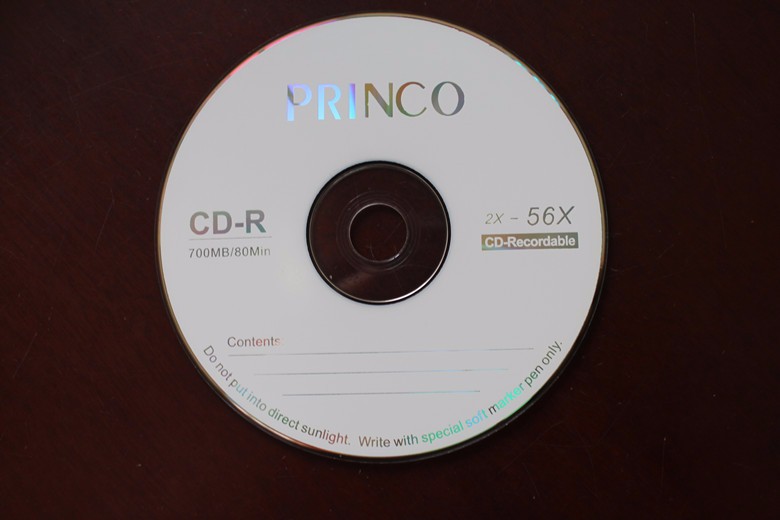 PRINCO
CD-R
700MB/80Min
2X - 56X
CD-Recordable
Contents
Do not put into direct sunlight. Write with special soft marker pen only.